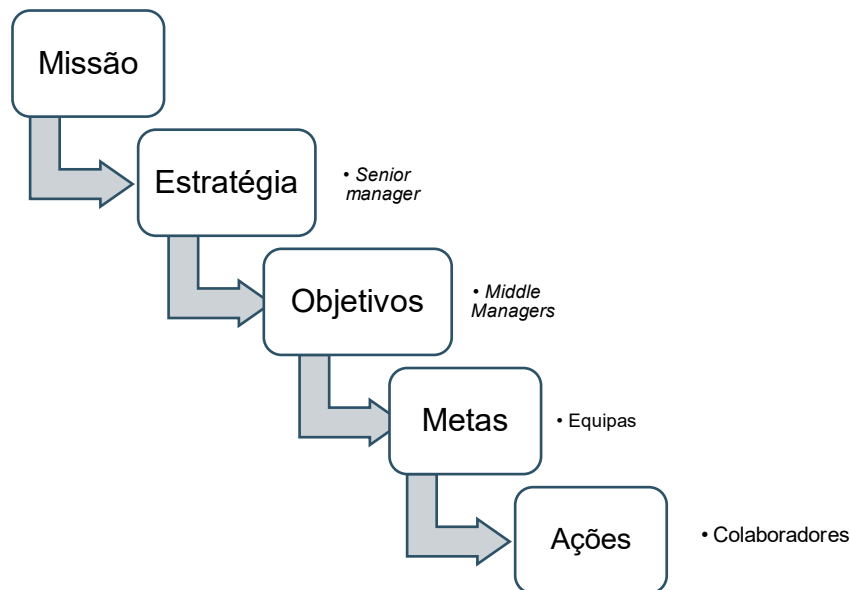 Missão
Estratégia
• Senior
manager
Objetivos
• Middle
Managers
Metas
• Equipas
Ações
• Colaboradores